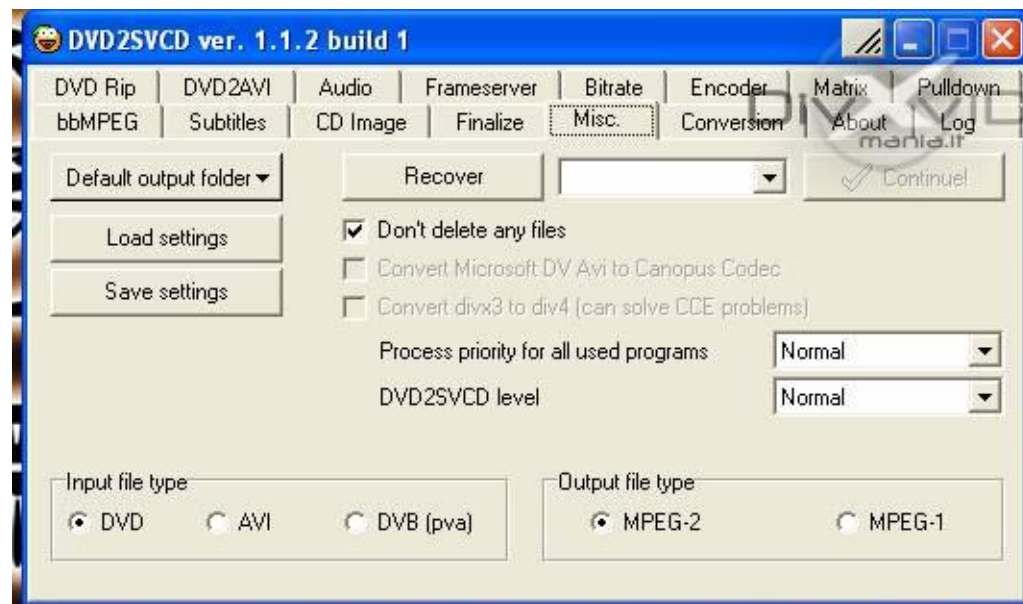 DVD2SVCD ver. 1.1.2 build 1
DVD Rip DVD2AVI Audio Frameserver Bitrate Encoder Matrix Pulldown
bbMPEG Subtitles CD Image Finalize Misc. Conversion About Log
mania.it
Default output folder Recover Continue!
Load settings
Don't delete any files
Convert Microsoft DV Avi to Canopus Codec
Save settings
Convert divx3 to div4 (can solve CCE problems)
Process priority for all used programs Normal
DVD2SVCD level Normal
Input file type Output file type
DVD AVI DVB (pva) MPEG-2 MPEG-1